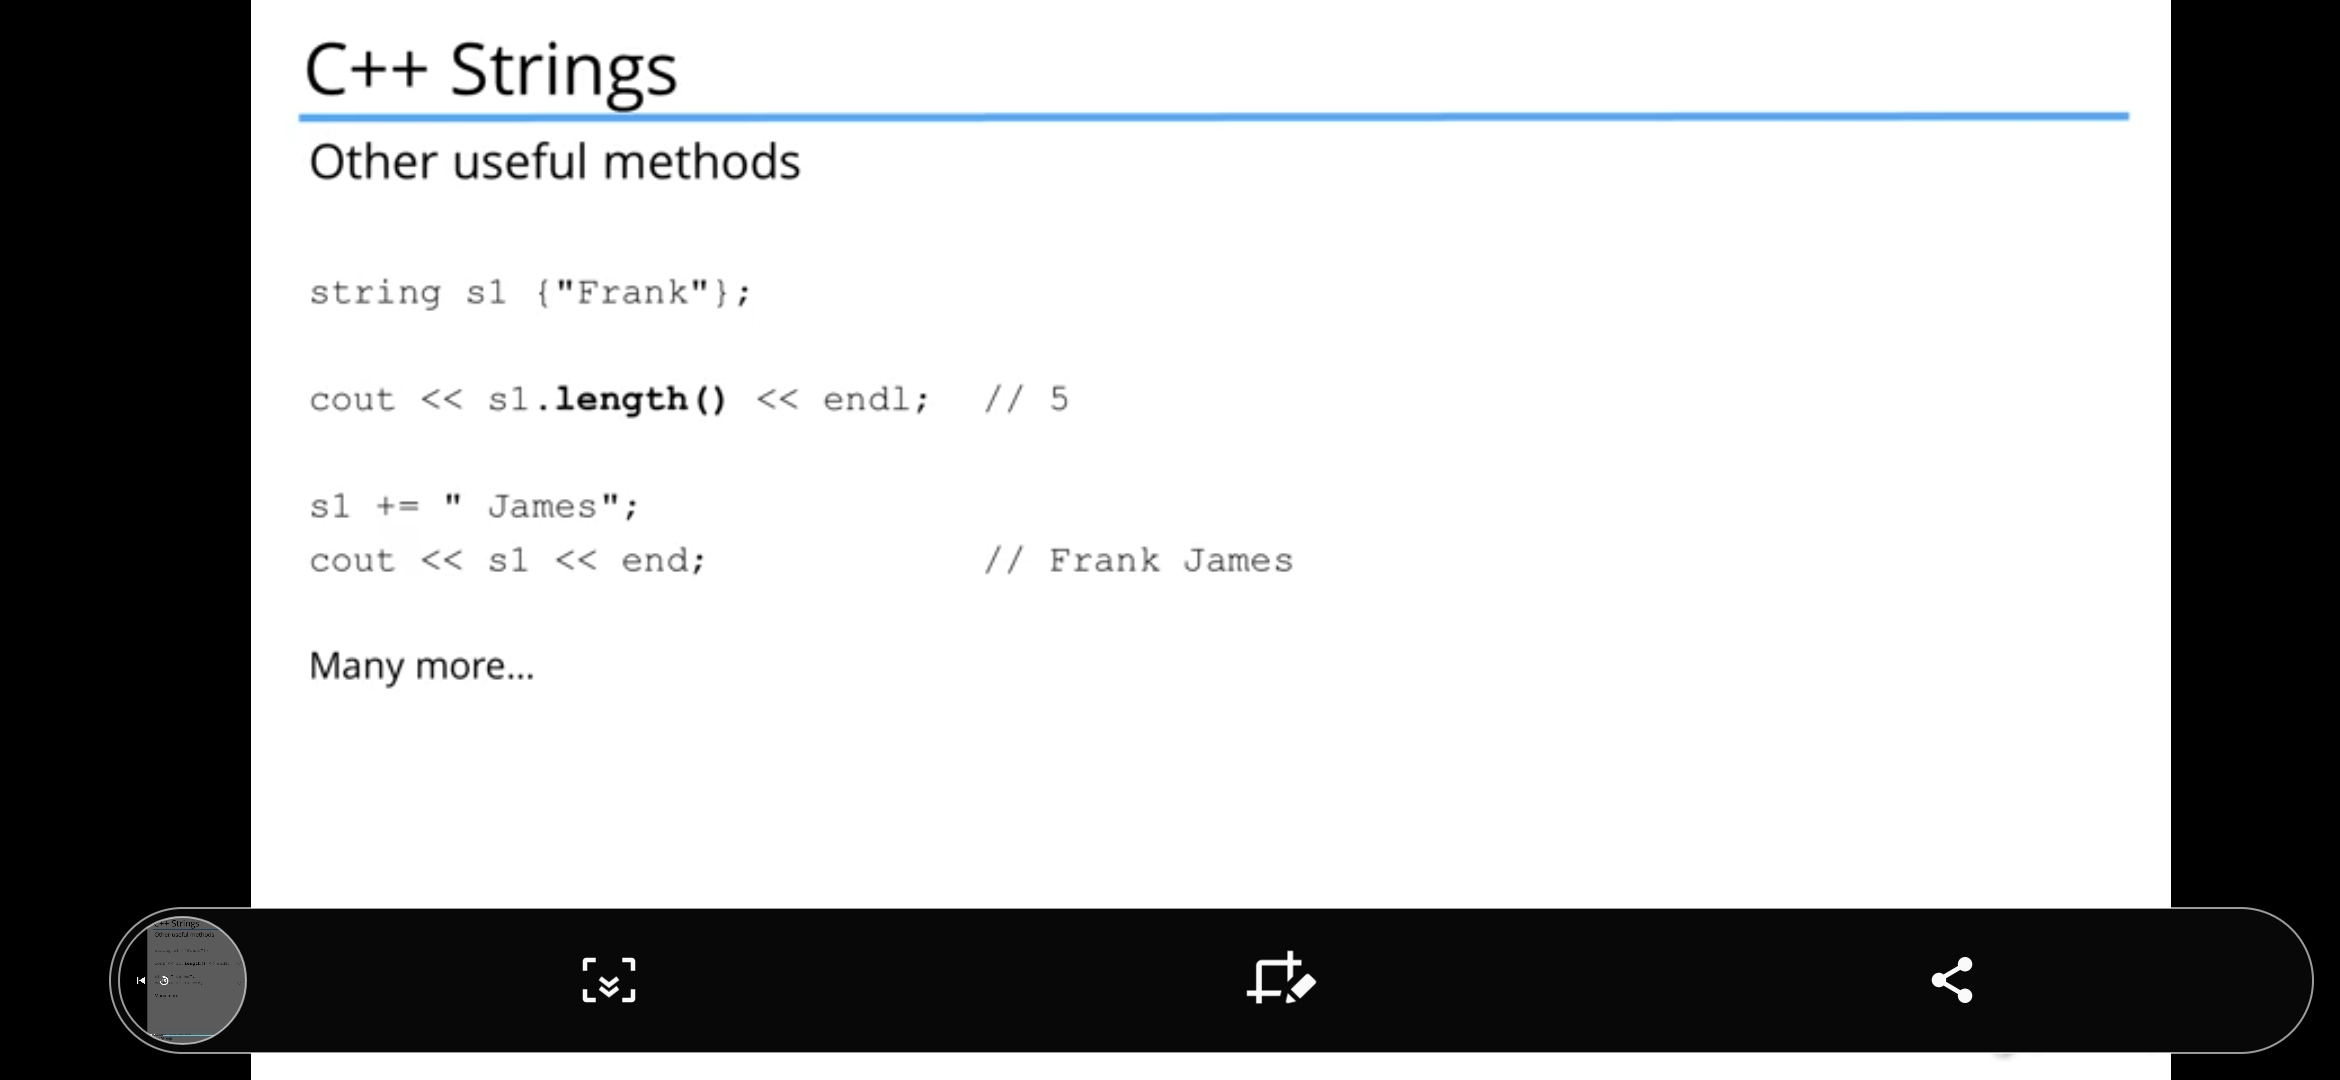 C++ Strings
Other useful methods
string s1 {"Frank"};
cout << s1.length() << endl;  // 5
s1 += " James";
cout << s1 << end;            // Frank James
Many more...